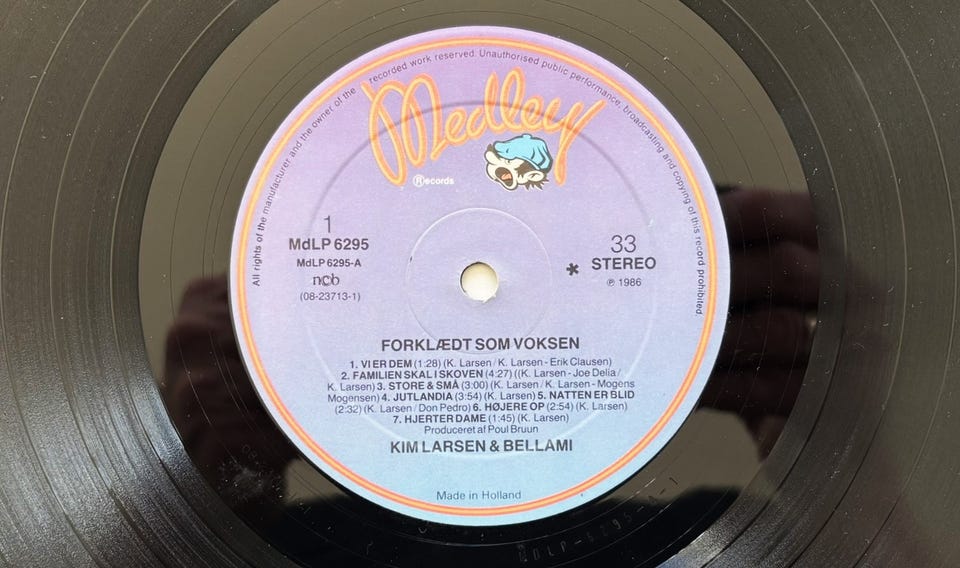 All rights of the manufacturer and the owner of the recorded work reserved. Unauthorised public performance, broadcasting and copying of this record prohibited.
Medley
Ⓡecords
1
MdLP 6295
MdLP 6295-A
ncb
(08-23713-1)
33
* STEREO
℗ 1986
FORKLÆDT SOM VOKSEN
1. VI ER DEM (1:28) (K. Larsen / K. Larsen - Erik Clausen)
2. FAMILIEN SKAL I SKOVEN (4:27) ((K. Larsen - Joe Delia /
K. Larsen) 3. STORE & SMÅ (3:00) (K. Larsen / K. Larsen - Mogens
Mogensen) 4. JUTLANDIA (3:54) (K. Larsen) 5. NATTEN ER BLID
(2:32) (K. Larsen / Don Pedro) 6. HØJERE OP (2:54) (K. Larsen)
7. HJERTER DAME (1:45) (K. Larsen)
Produceret af Poul Bruun
KIM LARSEN & BELLAMI
Made in Holland
MDLP-6295-A-1